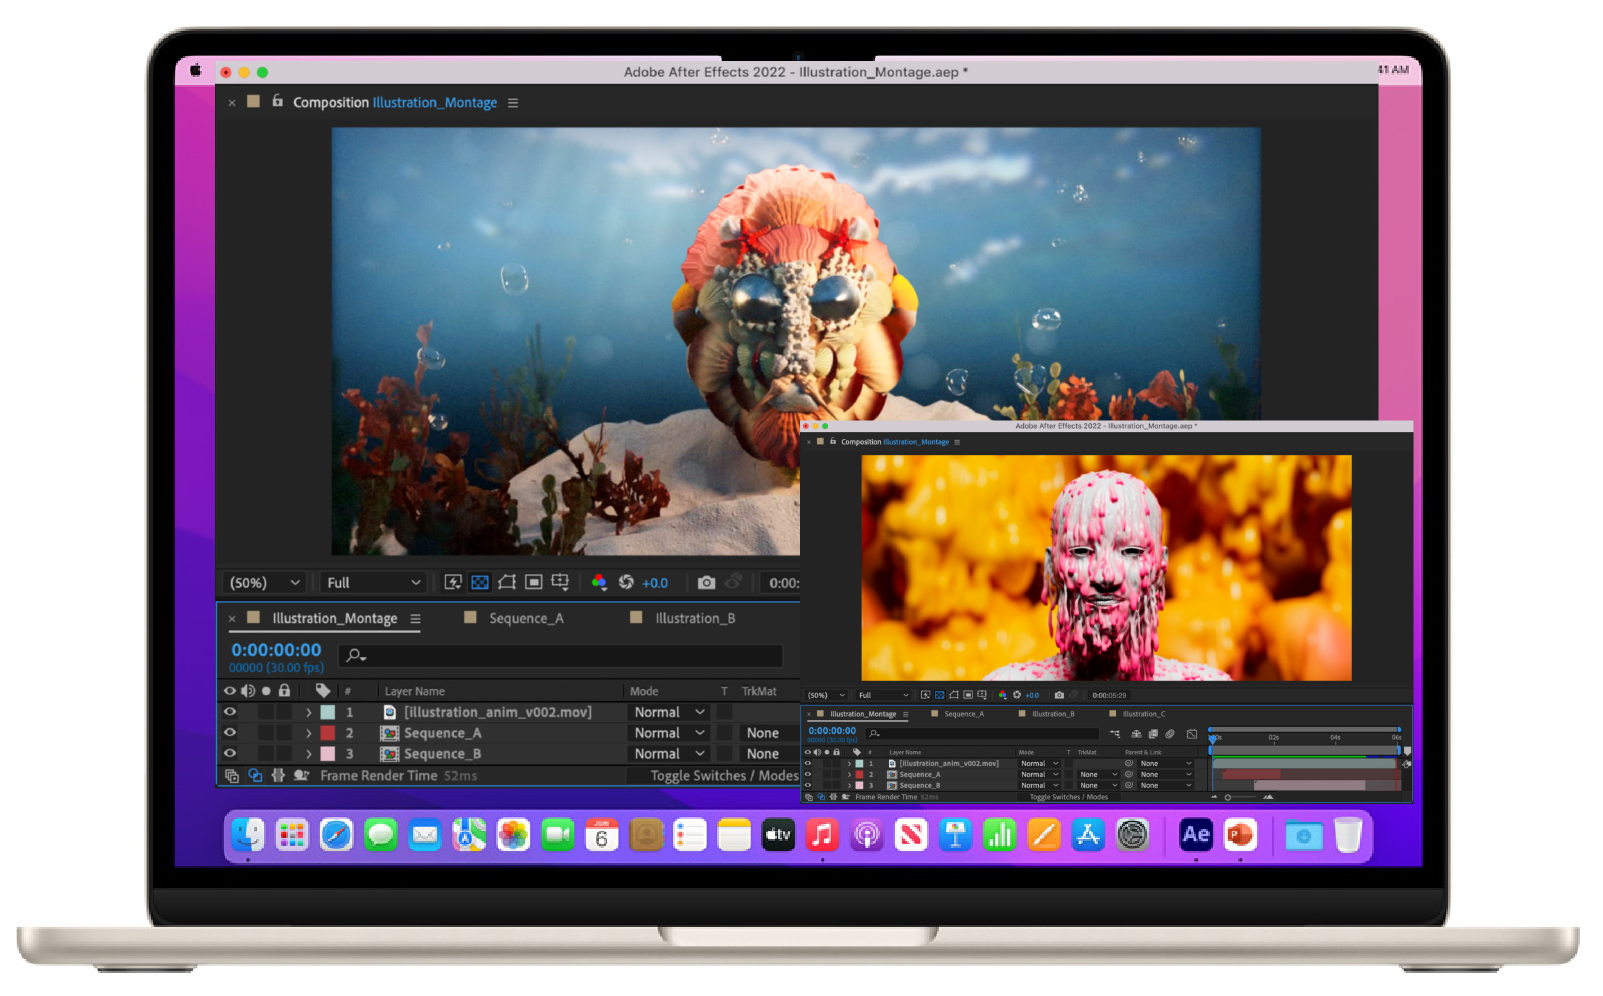 41 AM
Adobe After Effects 2022 - Illustration_Montage.aep *
× Composition Illustration_Montage
(50%) Full +0.0 0:00:
× Illustration_Montage Sequence_A Illustration_B
0:00:00:00
00000 (30.00 fps)
# Layer Name Mode T TrkMat
1 [illustration_anim_v002.mov] Normal
2 Sequence_A Normal None
3 Sequence_B Normal None
Frame Render Time 52ms Toggle Switches / Modes
Adobe After Effects 2022 - Illustration_Montage.aep *
× Composition Illustration_Montage
(50%) Full +0.0 0:00:05:29
× Illustration_Montage Sequence_A Illustration_B Illustration_C
0:00:00:00
00000 (30.00 fps)
02s 04s 06s
# Layer Name Mode T TrkMat Parent & Link
1 [illustration_anim_v002.mov] Normal None
2 Sequence_A Normal None None
3 Sequence_B Normal None None
Frame Render Time 52ms Toggle Switches / Modes
JUN
6
tv
Ae
P